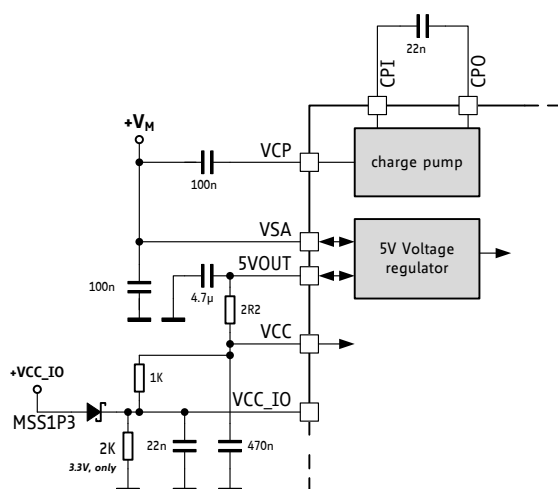 22n
CPI
CPO
+VM
VCP
charge pump
100n
VSA
5V Voltage
regulator
5VOUT
100n
4.7µ
2R2
VCC
+VCC_IO
1K
VCC_IO
MSS1P3
2K
22n
470n
3.3V, only